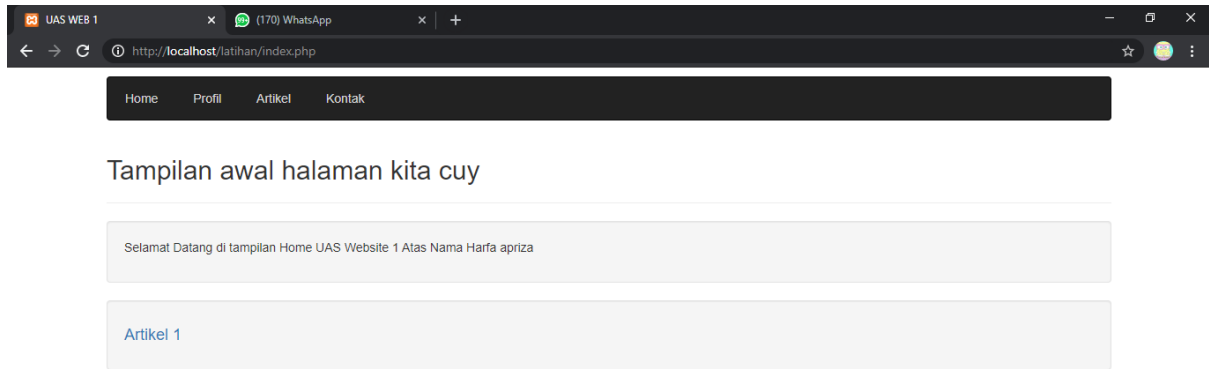 UAS WEB 1
99+ (170) WhatsApp
http://localhost/latihan/index.php
Home Profil Artikel Kontak
Tampilan awal halaman kita cuy
Selamat Datang di tampilan Home UAS Website 1 Atas Nama Harfa apriza
Artikel 1